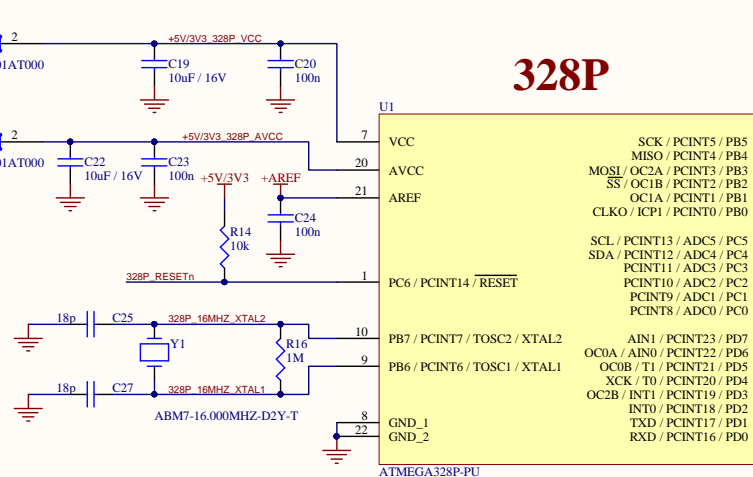 2
+5V/3V3_328P_VCC
01AT000
C19
10uF / 16V
C20
100n
328P
U1
2
+5V/3V3_328P_AVCC
01AT000
C22
10uF / 16V
C23
100n
+5V/3V3
+AREF
C24
100n
R14
10k
328P_RESETn
18p
C25
328P_16MHZ_XTAL2
Y1
R16
1M
18p
C27
328P_16MHZ_XTAL1
ABM7-16.000MHZ-D2Y-T
7 VCC
20 AVCC
21 AREF
1 PC6 / PCINT14 / RESET
10 PB7 / PCINT7 / TOSC2 / XTAL2
9 PB6 / PCINT6 / TOSC1 / XTAL1
8 GND_1
22 GND_2
SCK / PCINT5 / PB5
MISO / PCINT4 / PB4
MOSI / OC2A / PCINT3 / PB3
SS / OC1B / PCINT2 / PB2
OC1A / PCINT1 / PB1
CLKO / ICP1 / PCINT0 / PB0
SCL / PCINT13 / ADC5 / PC5
SDA / PCINT12 / ADC4 / PC4
PCINT11 / ADC3 / PC3
PCINT10 / ADC2 / PC2
PCINT9 / ADC1 / PC1
PCINT8 / ADC0 / PC0
AIN1 / PCINT23 / PD7
OC0A / AIN0 / PCINT22 / PD6
OC0B / T1 / PCINT21 / PD5
XCK / T0 / PCINT20 / PD4
OC2B / INT1 / PCINT19 / PD3
INT0 / PCINT18 / PD2
TXD / PCINT17 / PD1
RXD / PCINT16 / PD0
ATMEGA328P-PU